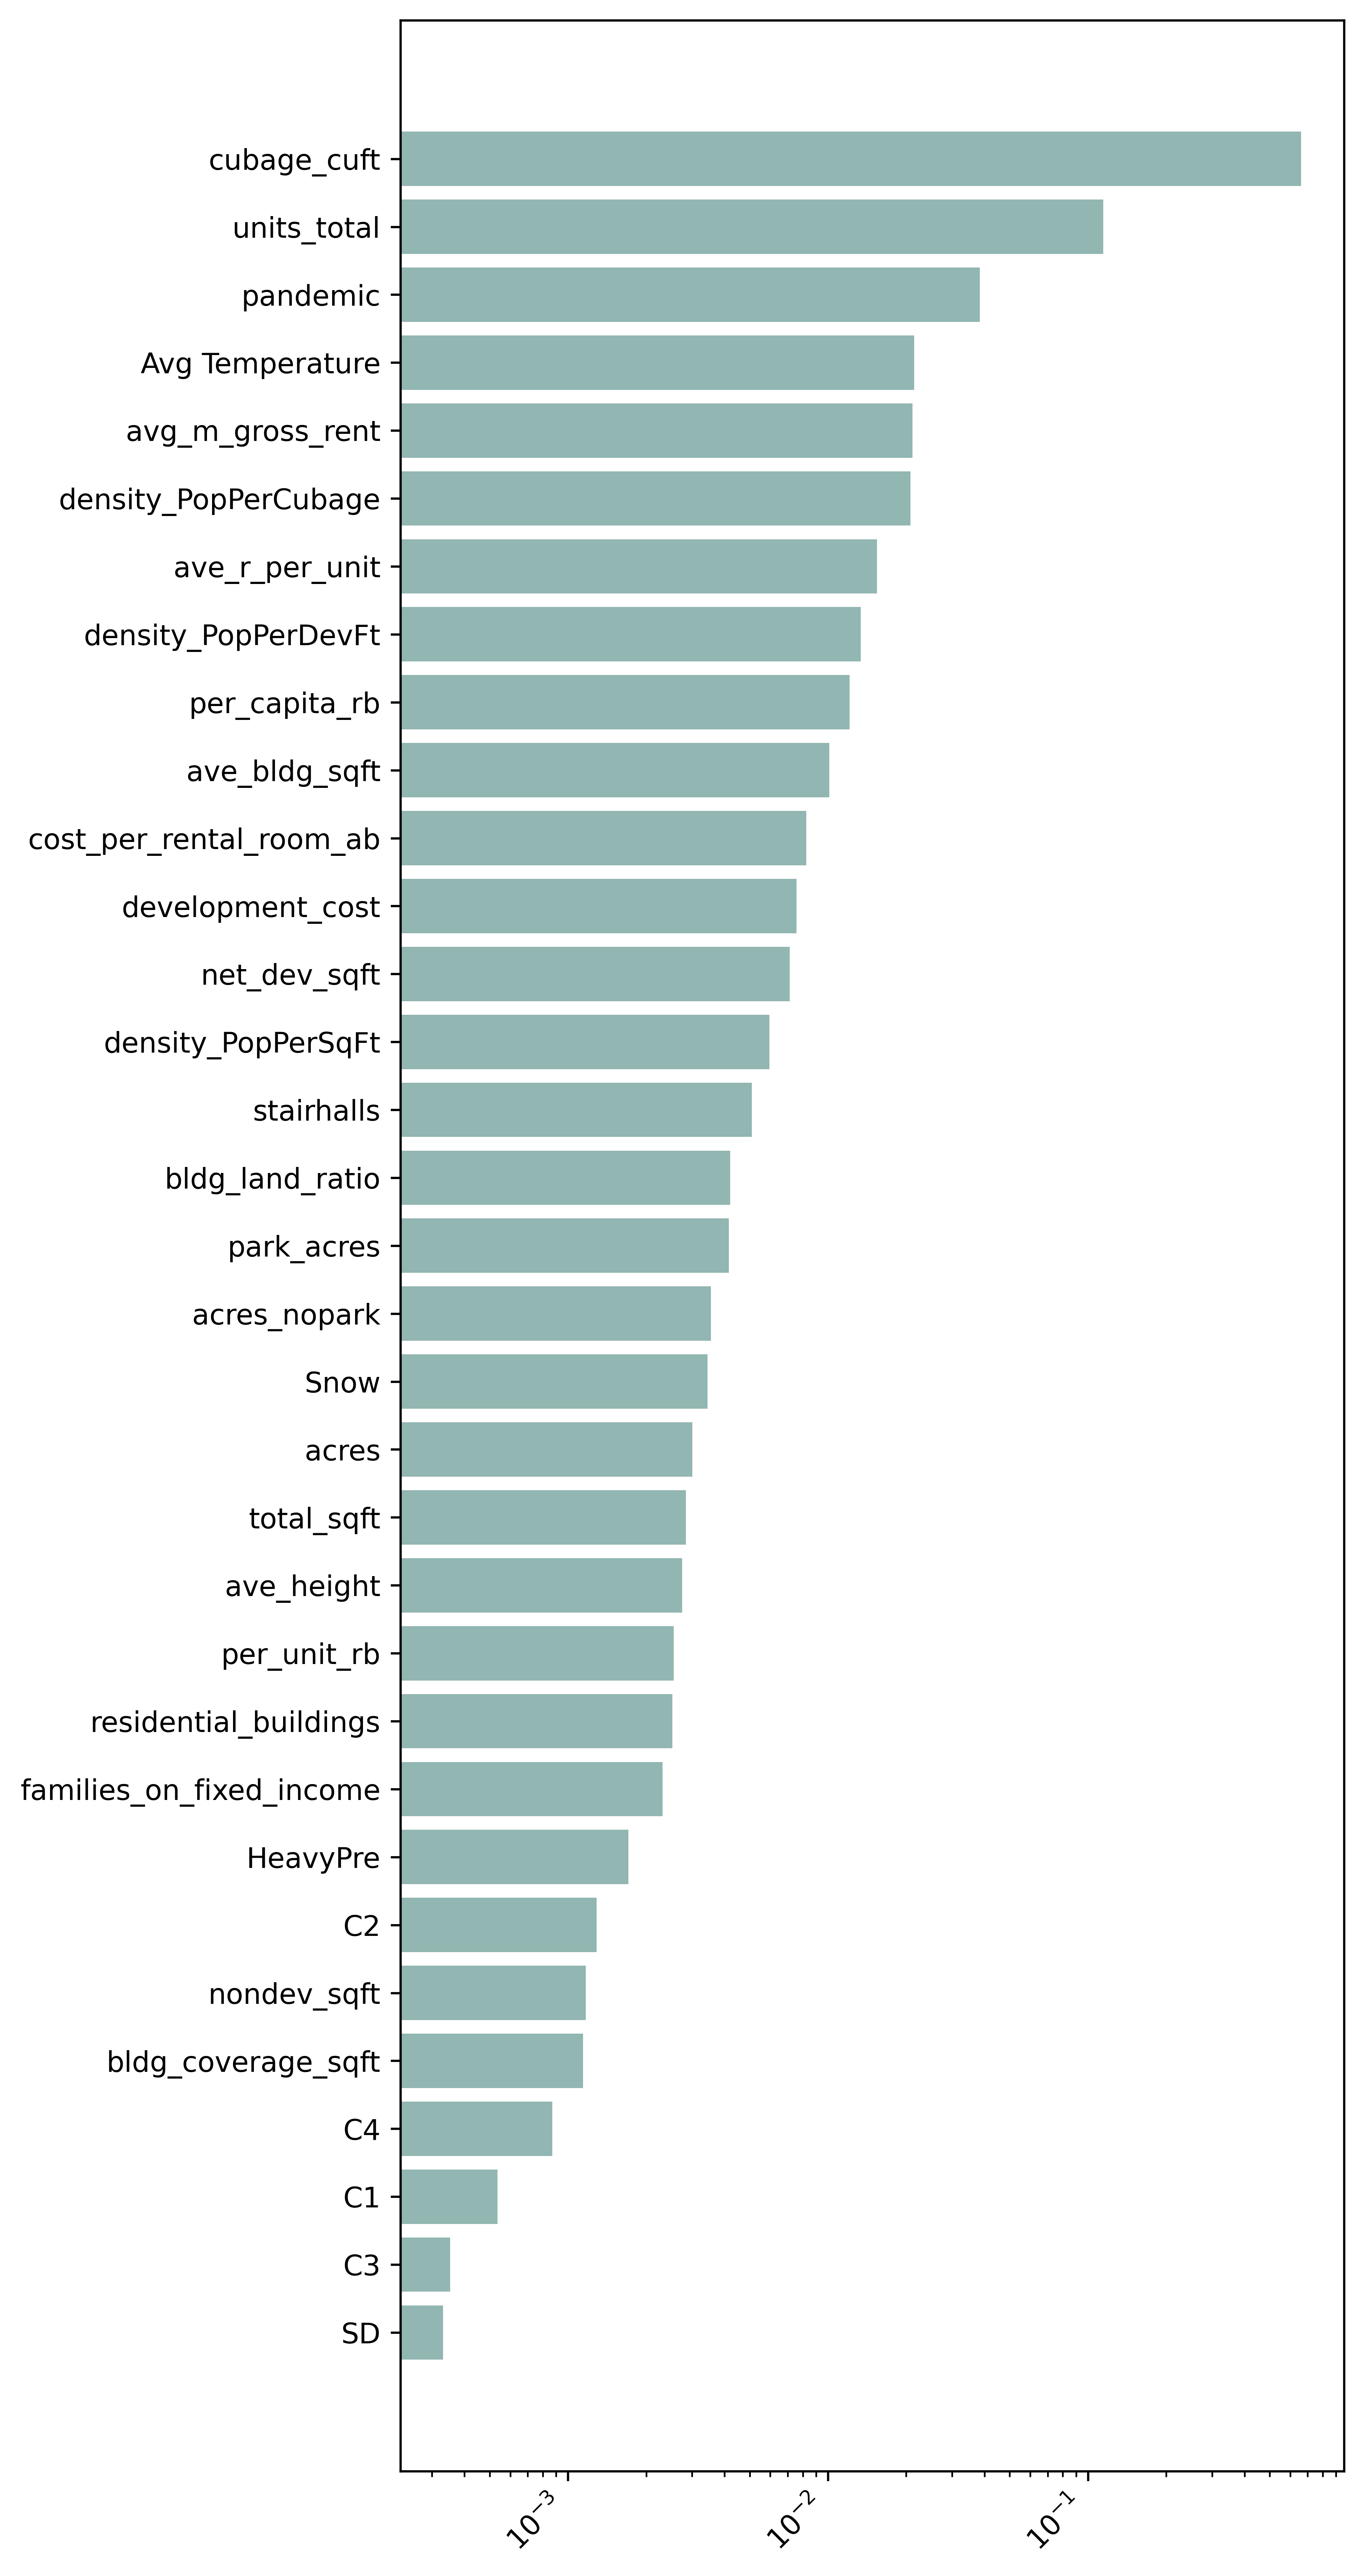 cubage_cuft
units_total
pandemic
Avg Temperature
avg_m_gross_rent
density_PopPerCubage
ave_r_per_unit
density_PopPerDevFt
per_capita_rb
ave_bldg_sqft
cost_per_rental_room_ab
development_cost
net_dev_sqft
density_PopPerSqFt
stairhalls
bldg_land_ratio
park_acres
acres_nopark
Snow
acres
total_sqft
ave_height
per_unit_rb
residential_buildings
families_on_fixed_income
HeavyPre
C2
nondev_sqft
bldg_coverage_sqft
C4
C1
C3
SD
10⁻³ 10⁻² 10⁻¹